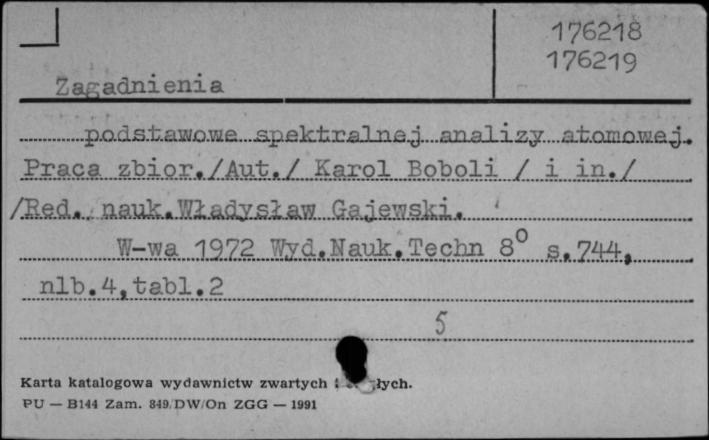 176218
176219
Zagadnienia
podstawowe spektralnej analizy atomowej.
Praca zbior./Aut./ Karol Boboli / i in./
/Red. nauk.Władysław Gajewski.
W-wa 1972 Wyd.Nauk.Techn 8° s.744,
nlb.4,tabl.2
5
Karta katalogowa wydawnictw zwartych
PU — B144 Zam. 849/DW/On ZGG — 1991